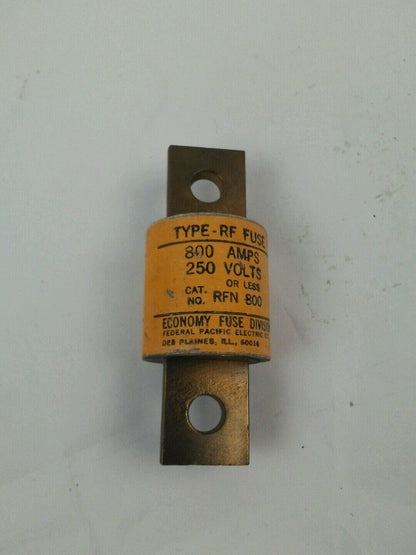 TYPE-RF FUSE
800 AMPS
250 VOLTS
OR LESS
CAT. NO. RFN 800
ECONOMY FUSE DIVISION
FEDERAL PACIFIC ELECTRIC
DES PLAINES, ILL., 60016